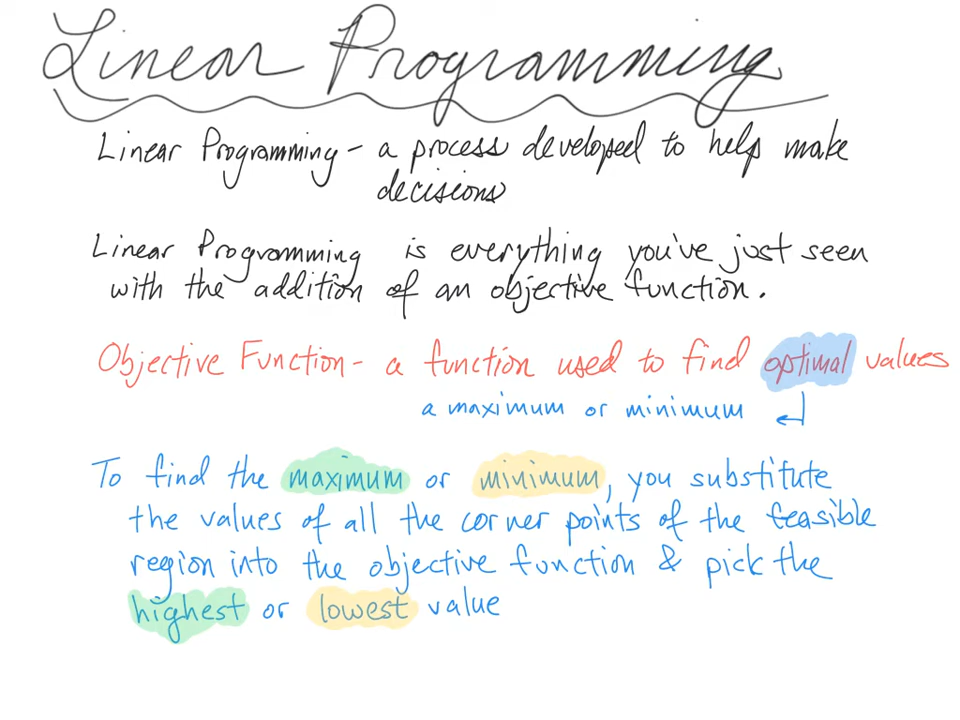 Linear Programming
Linear Programming - a process developed to help make
decisions
Linear Programming is everything you've just seen
with the addition of an objective function.
Objective Function - a function used to find optimal values
a maximum or minimum
To find the maximum or minimum, you substitute
the values of all the corner points of the feasible
region into the objective function & pick the
highest or lowest value